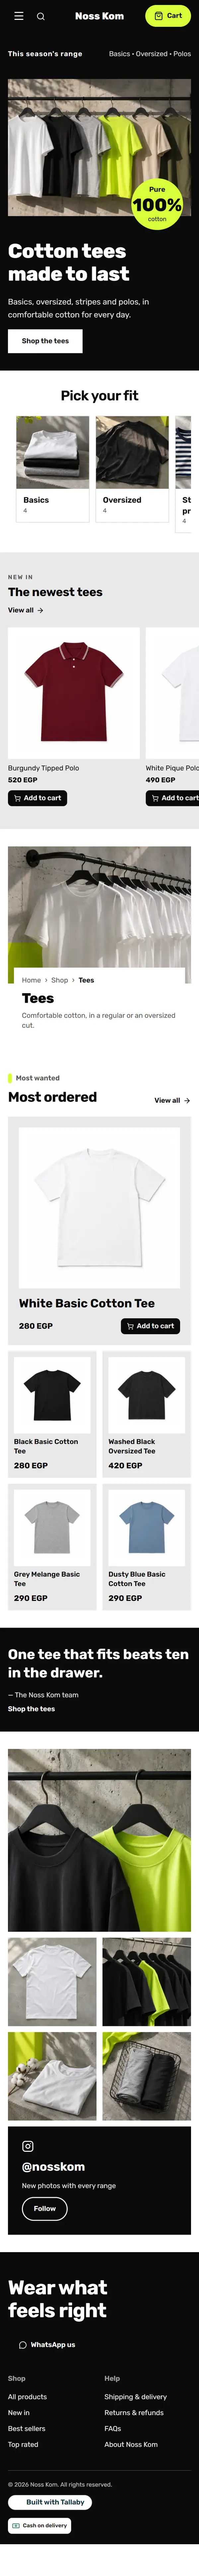 Noss Kom
Cart
This season's range
Basics • Oversized • Polos
Pure
100%
cotton
Cotton tees
made to last
Basics, oversized, stripes and polos, in
comfortable cotton for every day.
Shop the tees
Pick your fit
Basics
4
Oversized
4
St
pr
4
NEW IN
The newest tees
View all
Burgundy Tipped Polo
520 EGP
Add to cart
White Pique Polo
490 EGP
Add to cart
Home › Shop › Tees
Tees
Comfortable cotton, in a regular or an oversized
cut.
Most wanted
Most ordered
View all
White Basic Cotton Tee
280 EGP
Add to cart
Black Basic Cotton
Tee
280 EGP
Washed Black
Oversized Tee
420 EGP
Grey Melange Basic
Tee
290 EGP
Dusty Blue Basic
Cotton Tee
290 EGP
One tee that fits beats ten
in the drawer.
— The Noss Kom team
Shop the tees
@nosskom
New photos with every range
Follow
Wear what
feels right
WhatsApp us
Shop
All products
New in
Best sellers
Top rated
Help
Shipping & delivery
Returns & refunds
FAQs
About Noss Kom
© 2026 Noss Kom. All rights reserved.
Built with Tallaby
Cash on delivery